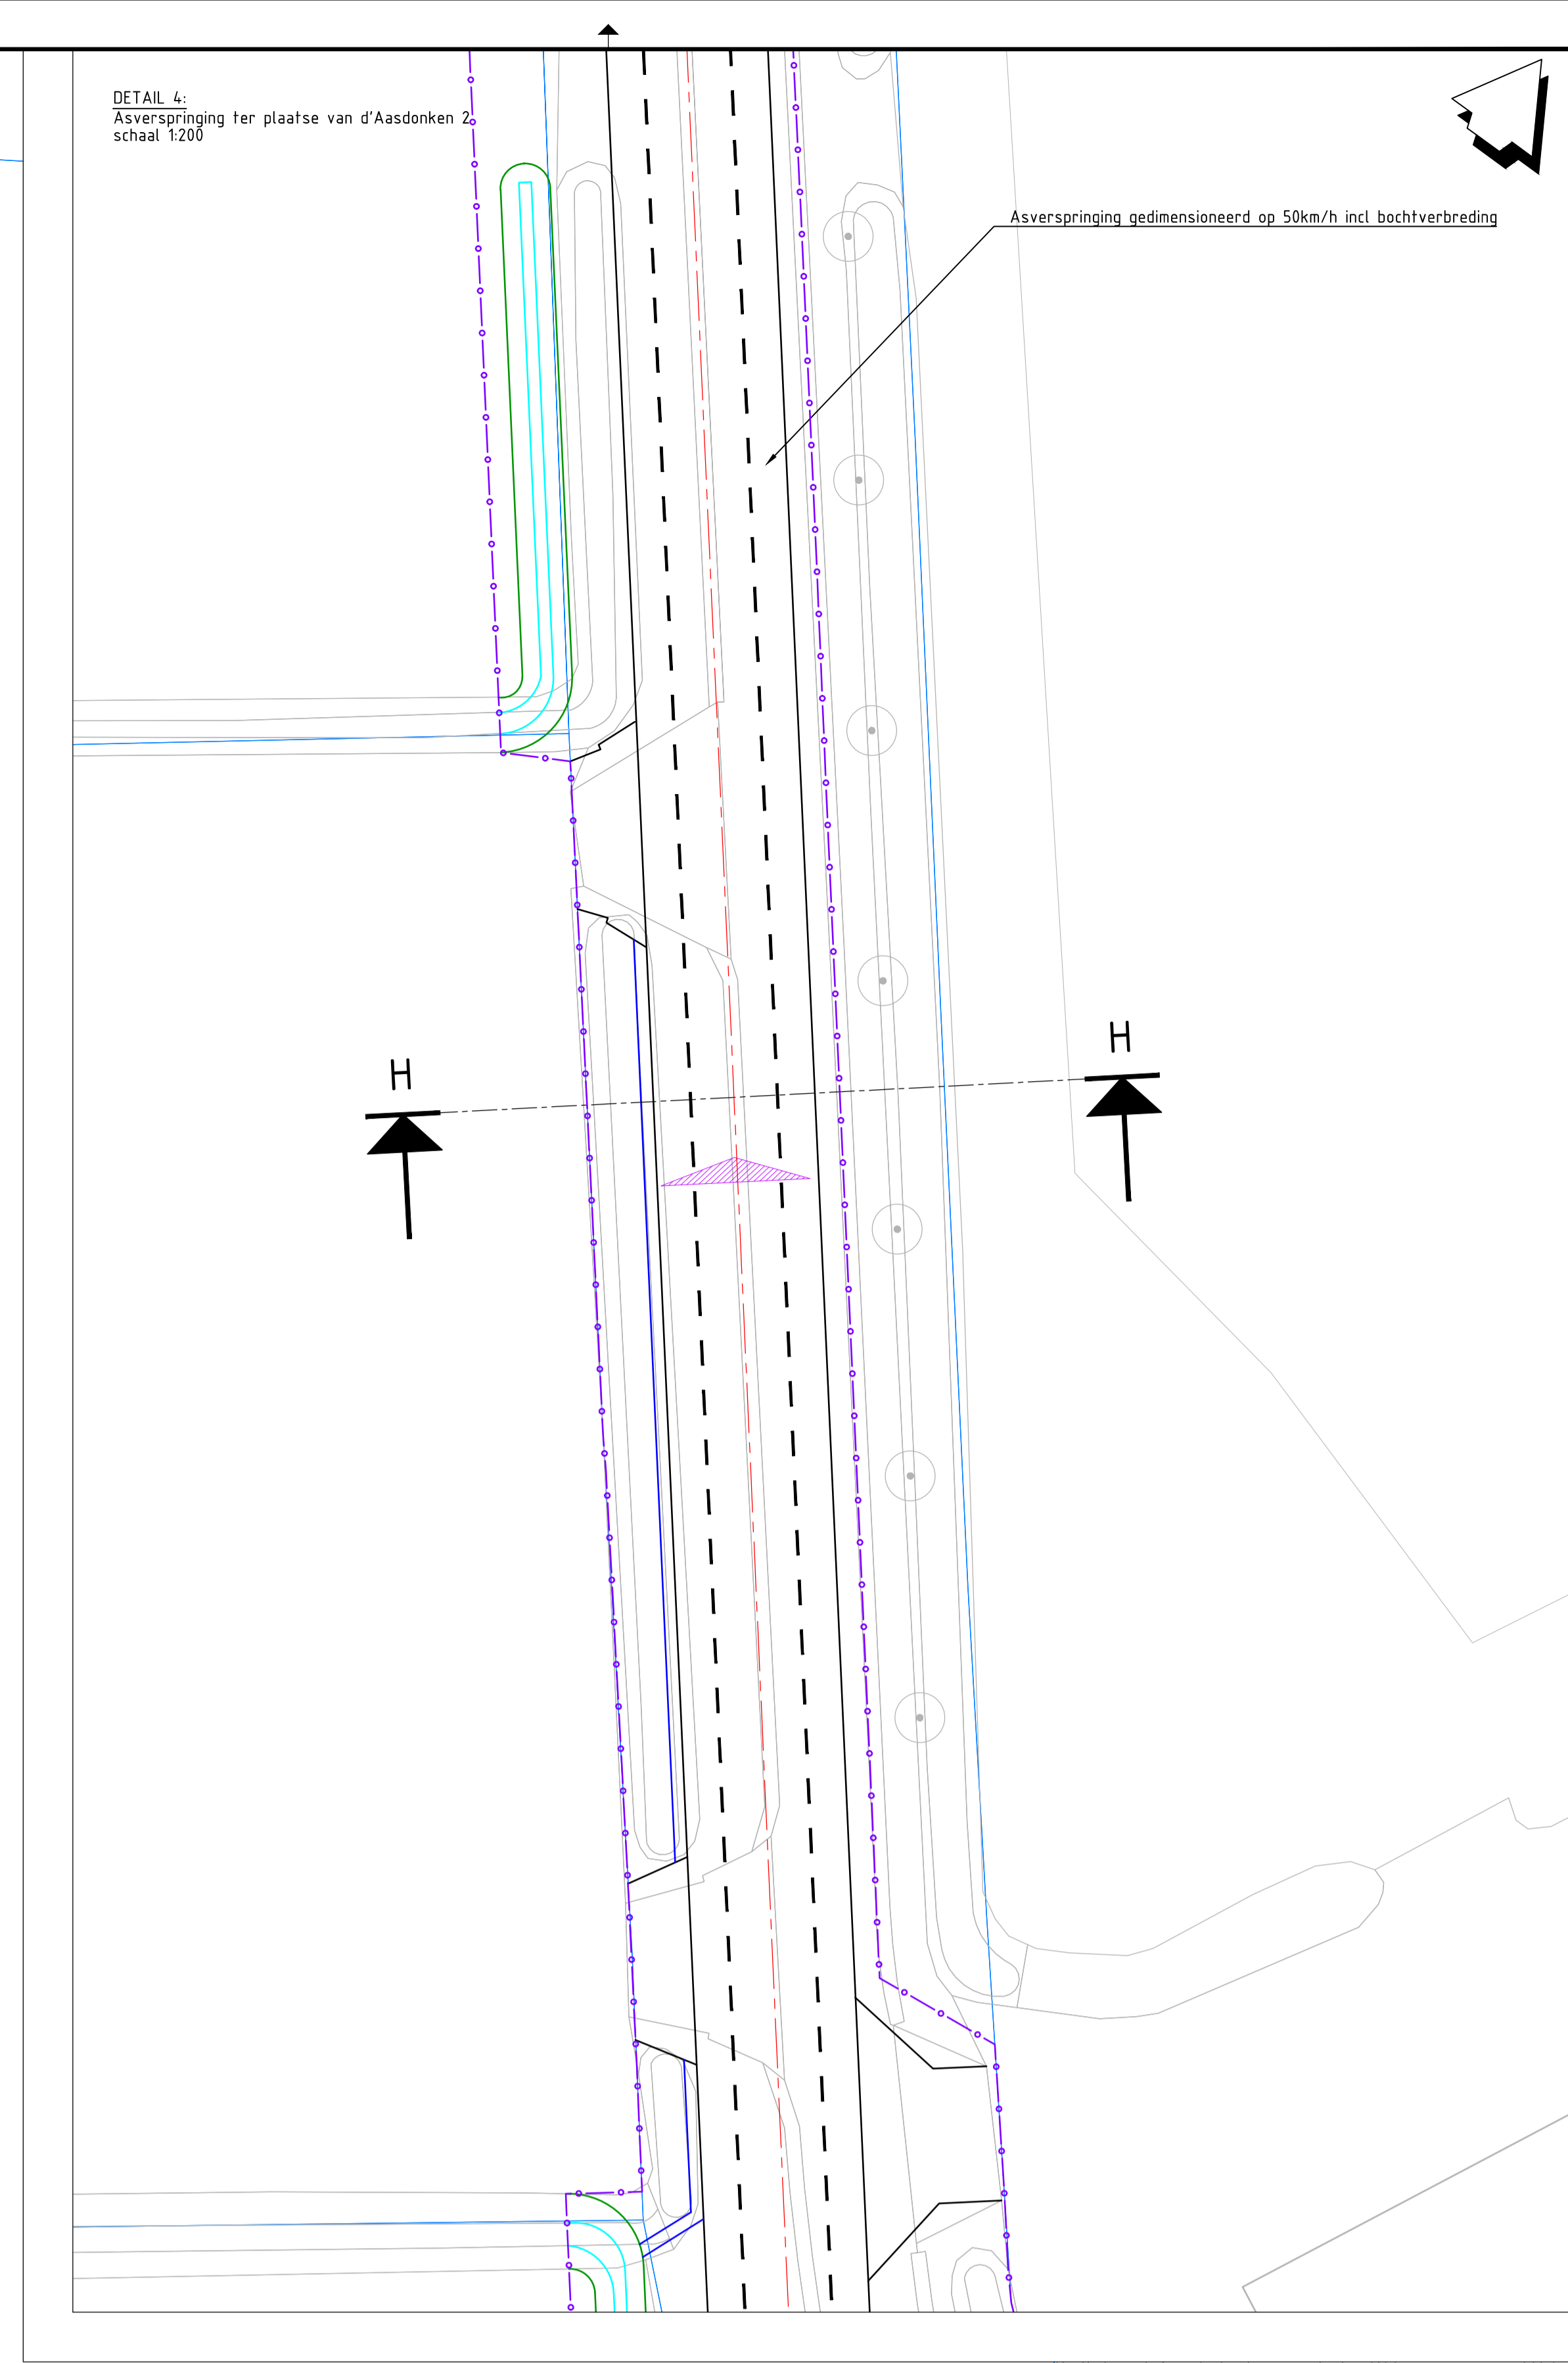 DETAIL 4:
Asverspringing ter plaatse van d'Aasdonken 2
schaal 1:200
Asverspringing gedimensioneerd op 50km/h incl bochtverbreding
H
H